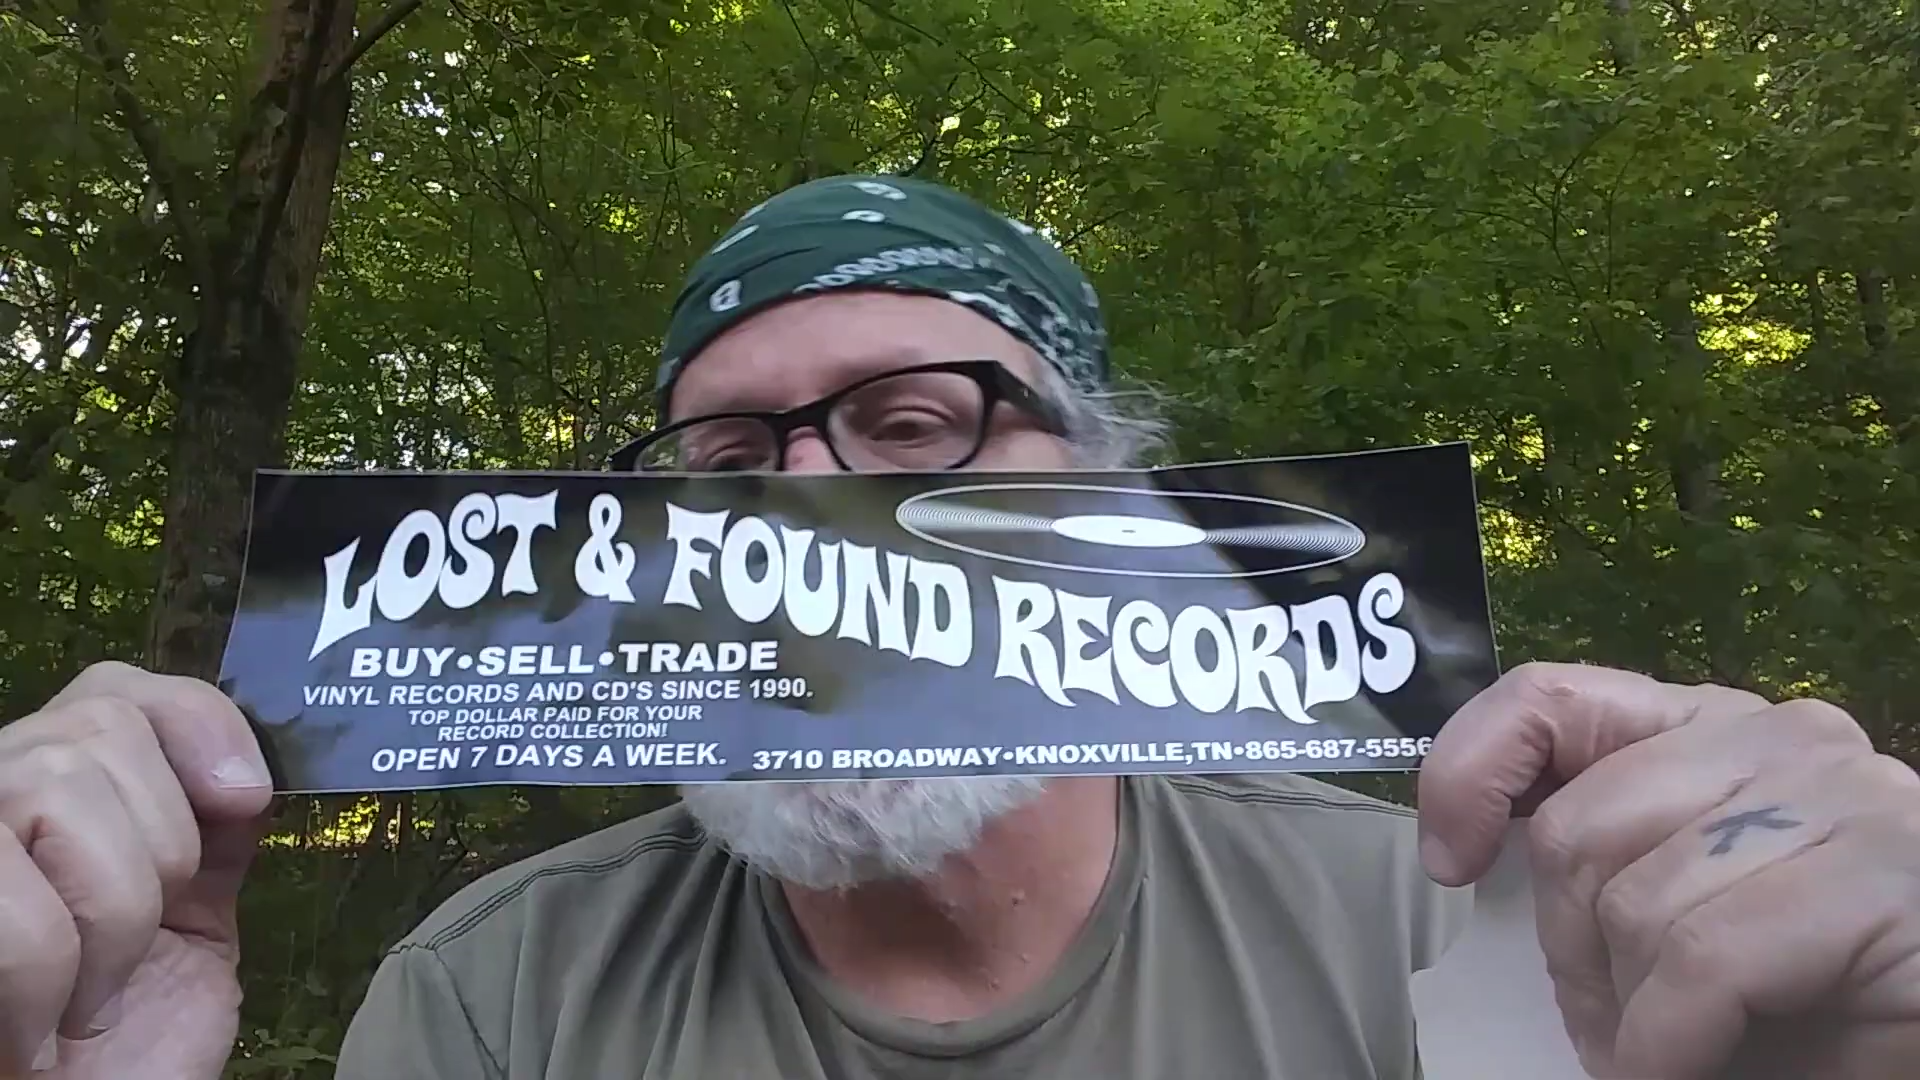 LOST & FOUND RECORDS
BUY•SELL•TRADE
VINYL RECORDS AND CD'S SINCE 1990.
TOP DOLLAR PAID FOR YOUR
RECORD COLLECTION!
OPEN 7 DAYS A WEEK.
3710 BROADWAY•KNOXVILLE,TN•865-687-5556